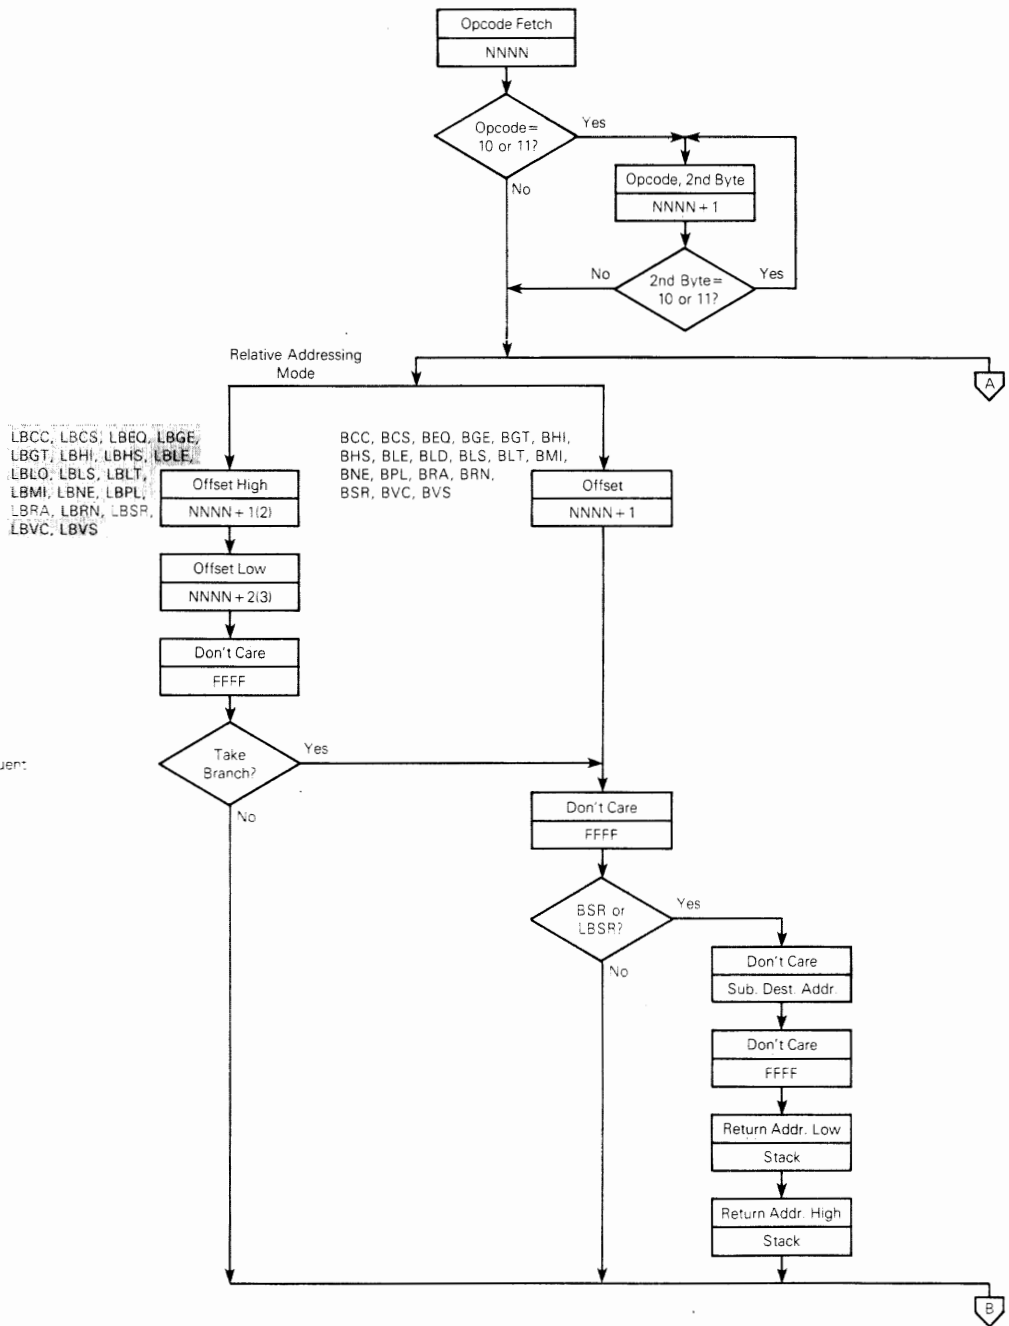 Opcode Fetch
NNNN
Opcode=
10 or 11?
Yes
No
Opcode, 2nd Byte
NNNN + 1
2nd Byte=
10 or 11?
No
Yes
Relative Addressing
Mode
A
LBCC, LBCS, LBEQ, LBGE,
LBGT, LBHI, LBHS, LBLE,
LBLO, LBLS, LBLT,
LBMI, LBNE, LBPL,
LBRA, LBRN, LBSR,
LBVC, LBVS
BCC, BCS, BEQ, BGE, BGT, BHI,
BHS, BLE, BLD, BLS, BLT, BMI,
BNE, BPL, BRA, BRN,
BSR, BVC, BVS
Offset High
NNNN + 1(2)
Offset
NNNN + 1
Offset Low
NNNN + 2(3)
Don't Care
FFFF
Take
Branch?
Yes
No
uent
Don't Care
FFFF
BSR or
LBSR?
Yes
No
Don't Care
Sub. Dest. Addr.
Don't Care
FFFF
Return Addr. Low
Stack
Return Addr. High
Stack
B